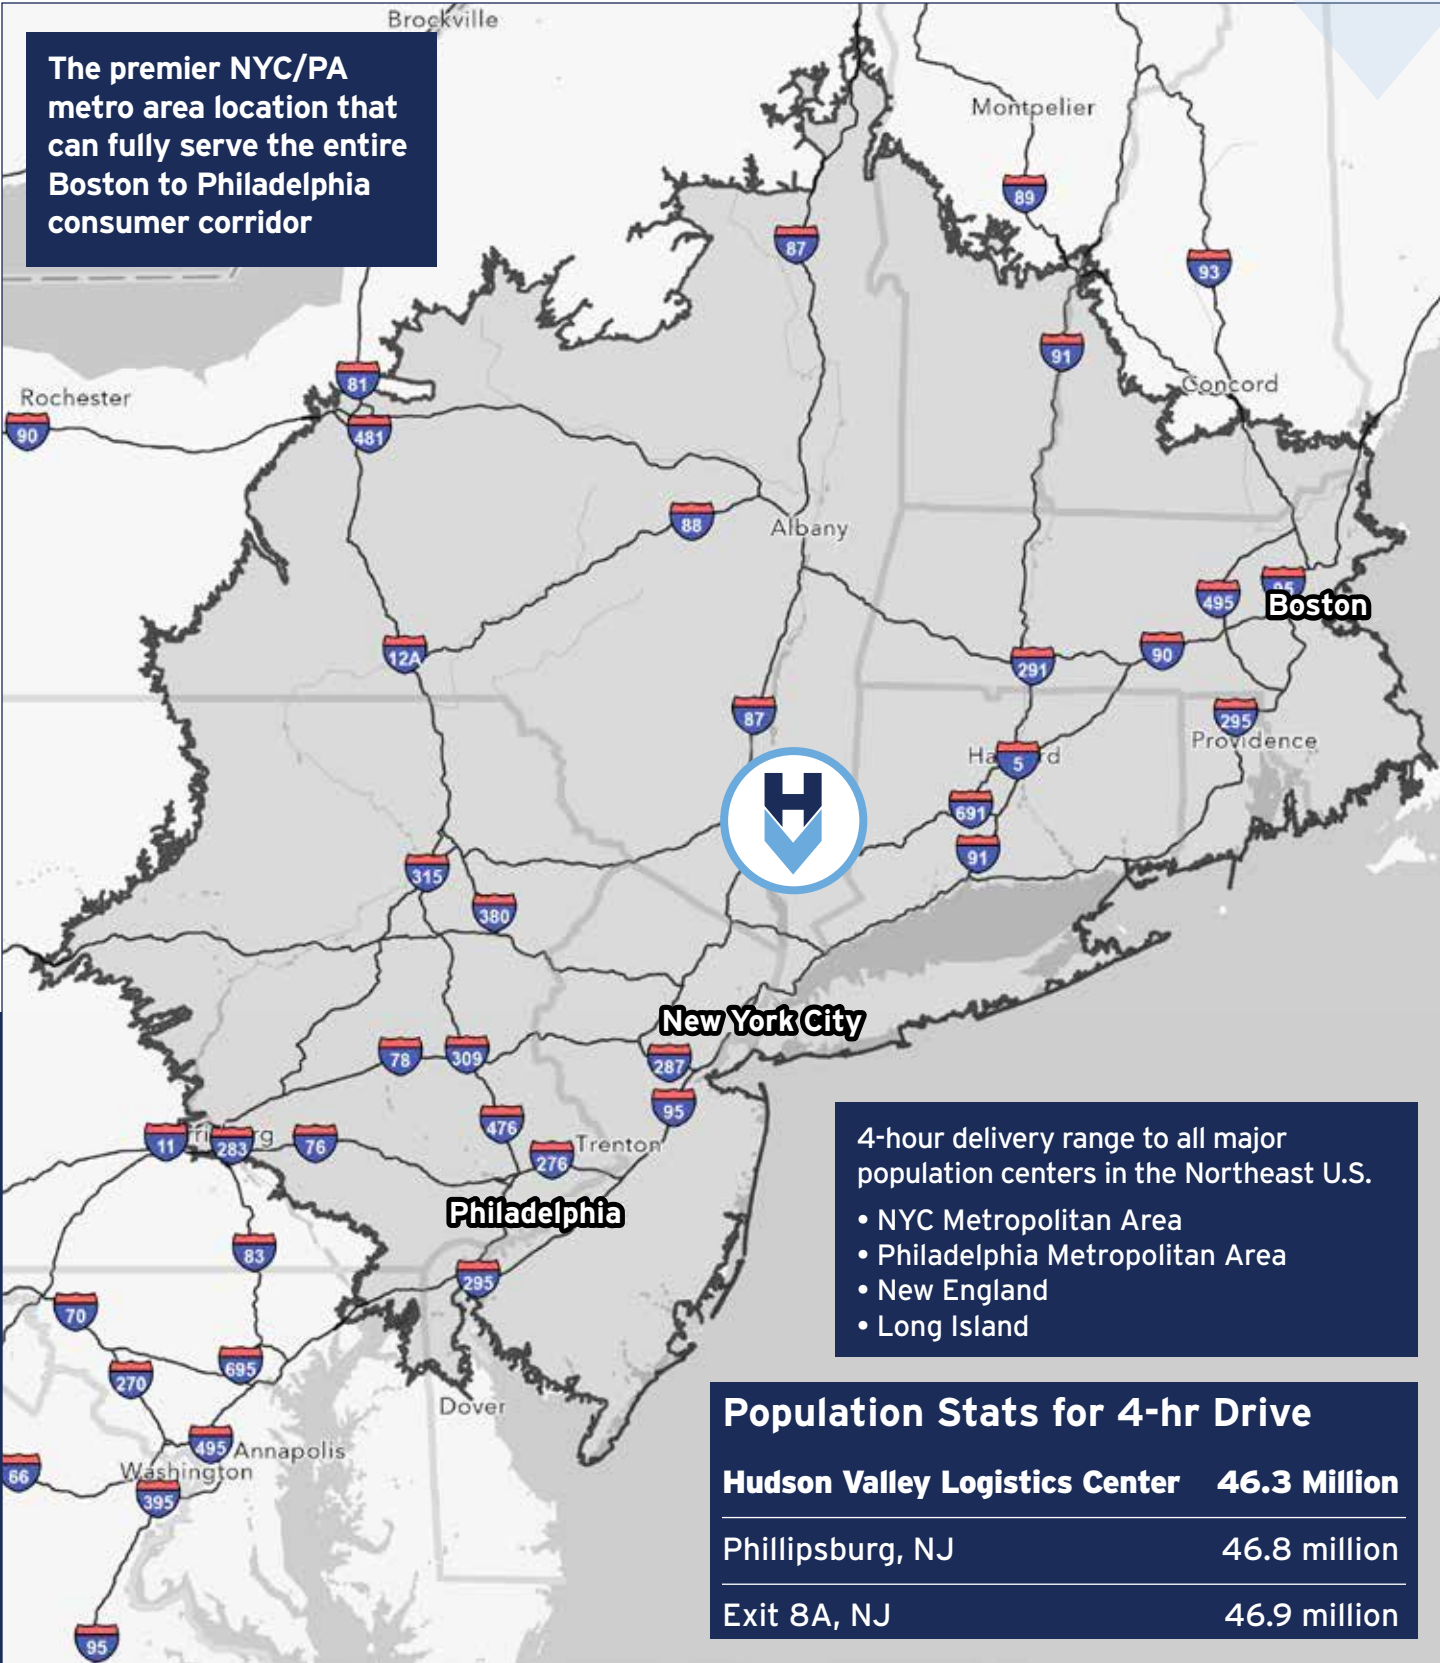 Brockville
The premier NYC/PA
metro area location that
can fully serve the entire
Boston to Philadelphia
consumer corridor
Montpelier
89
87
93
91
81
Concord
Rochester
90
481
88
Albany
495
95
Boston
12A
291
90
87
295
Providence
5
691
91
H
315
380
New York City
78
309
287
95
476
11
283
76
Trenton
276
Philadelphia
4-hour delivery range to all major
population centers in the Northeast U.S.
• NYC Metropolitan Area
• Philadelphia Metropolitan Area
• New England
• Long Island
83
295
70
695
270
Dover
495
Annapolis
Washington
66
395
95
Population Stats for 4-hr Drive
Hudson Valley Logistics Center 46.3 Million
Phillipsburg, NJ 46.8 million
Exit 8A, NJ 46.9 million